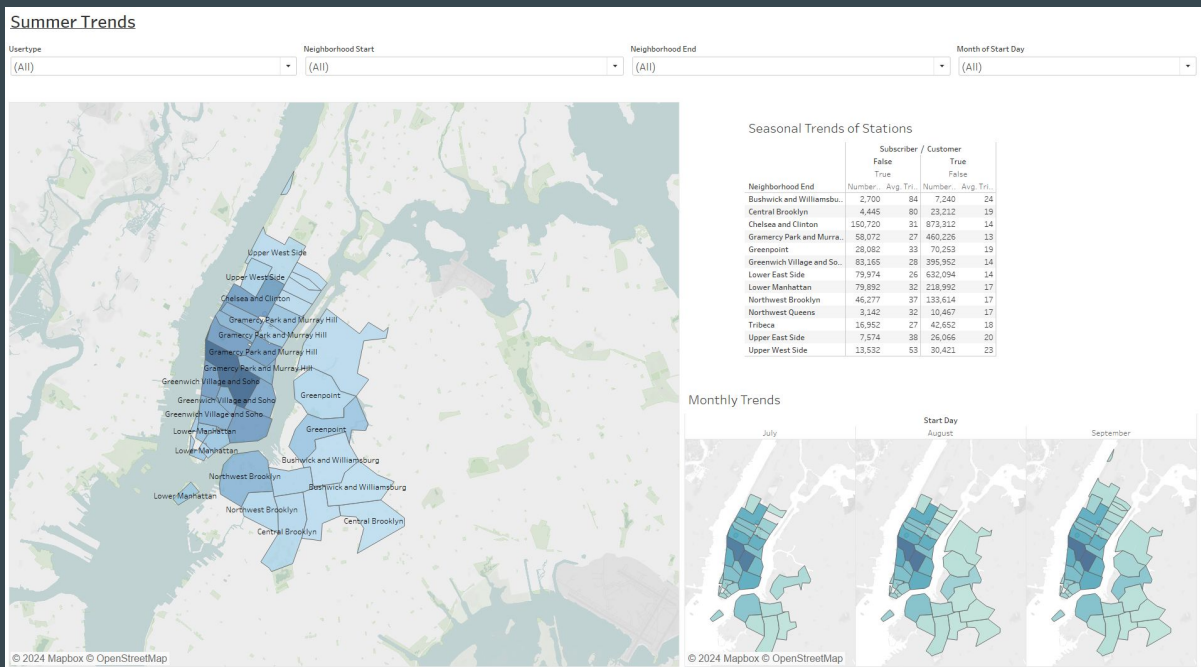 Summer Trends
Usertype
(All)
Neighborhood Start
(All)
Neighborhood End
(All)
Month of Start Day
(All)
Upper West Side
Upper West Side
Chelsea and Clinton
Gramercy Park and Murray Hill
Gramercy Park and Murray Hill
Gramercy Park and Murray Hill
Gramercy Park and Murray Hill
Greenwich Village and Soho
Greenpoint
Greenwich Village and Soho
Greenwich Village and Soho
Greenpoint
Lower Manhattan
Lower Manhattan
Bushwick and Williamsburg
Northwest Brooklyn
Bushwick and Williamsburg
Lower Manhattan
Northwest Brooklyn
Central Brooklyn
Central Brooklyn
© 2024 Mapbox © OpenStreetMap
Seasonal Trends of Stations
Subscriber / Customer
False True
True False
Neighborhood End Number.. Avg. Tri.. Number.. Avg. Tri..
Bushwick and Williamsbu.. 2,700 84 7,240 24
Central Brooklyn 4,445 80 23,212 19
Chelsea and Clinton 150,720 31 873,312 14
Gramercy Park and Murra.. 58,072 27 460,226 13
Greenpoint 28,082 33 70,253 19
Greenwich Village and So.. 83,165 28 395,952 14
Lower East Side 79,974 26 632,094 14
Lower Manhattan 79,892 32 218,992 17
Northwest Brooklyn 46,277 37 133,614 17
Northwest Queens 3,142 32 10,467 17
Tribeca 16,952 27 42,652 18
Upper East Side 7,574 38 26,066 20
Upper West Side 13,532 53 30,421 23
Monthly Trends
Start Day
July August September
© 2024 Mapbox © OpenStreetMap